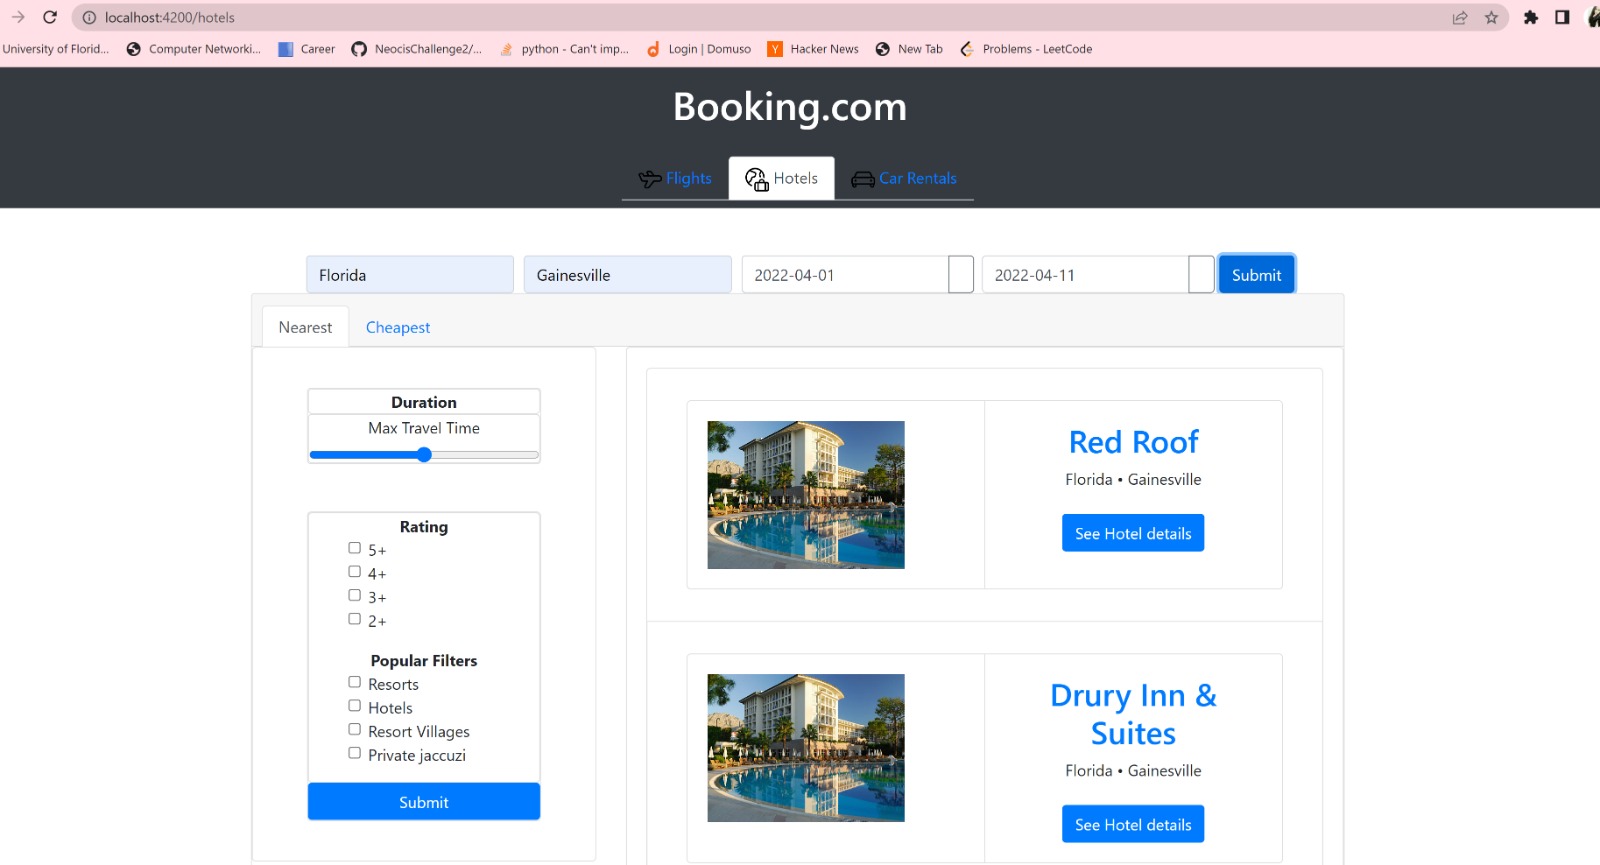 localhost:4200/hotels
University of Florid... Computer Networki... Career NeocisChallenge2/... python - Can't imp... Login | Domuso Hacker News New Tab Problems - LeetCode
Booking.com
Flights Hotels Car Rentals
Florida Gainesville 2022-04-01 2022-04-11 Submit
Nearest Cheapest
Duration
Max Travel Time
Rating
5+
4+
3+
2+
Popular Filters
Resorts
Hotels
Resort Villages
Private jaccuzi
Submit
Red Roof
Florida • Gainesville
See Hotel details
Drury Inn &
Suites
Florida • Gainesville
See Hotel details